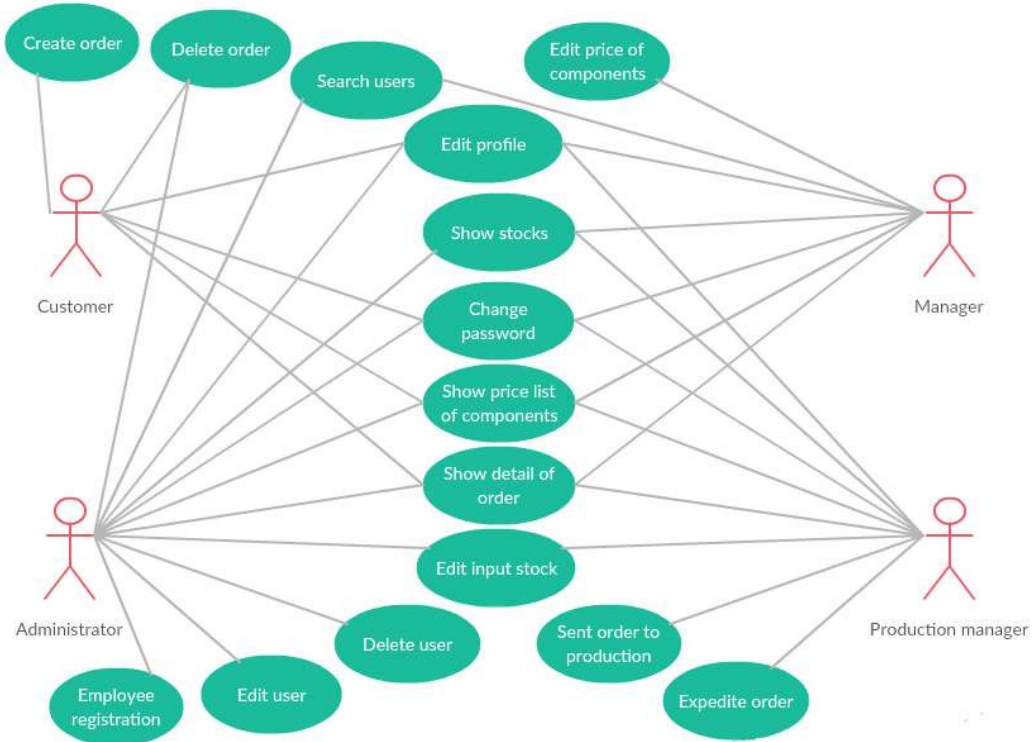 Create order
Delete order
Search users
Edit price of
components
Edit profile
Show stocks
Customer
Manager
Change
password
Show price list
of components
Show detail of
order
Edit input stock
Administrator
Production manager
Delete user
Sent order to
production
Employee
registration
Edit user
Expedite order